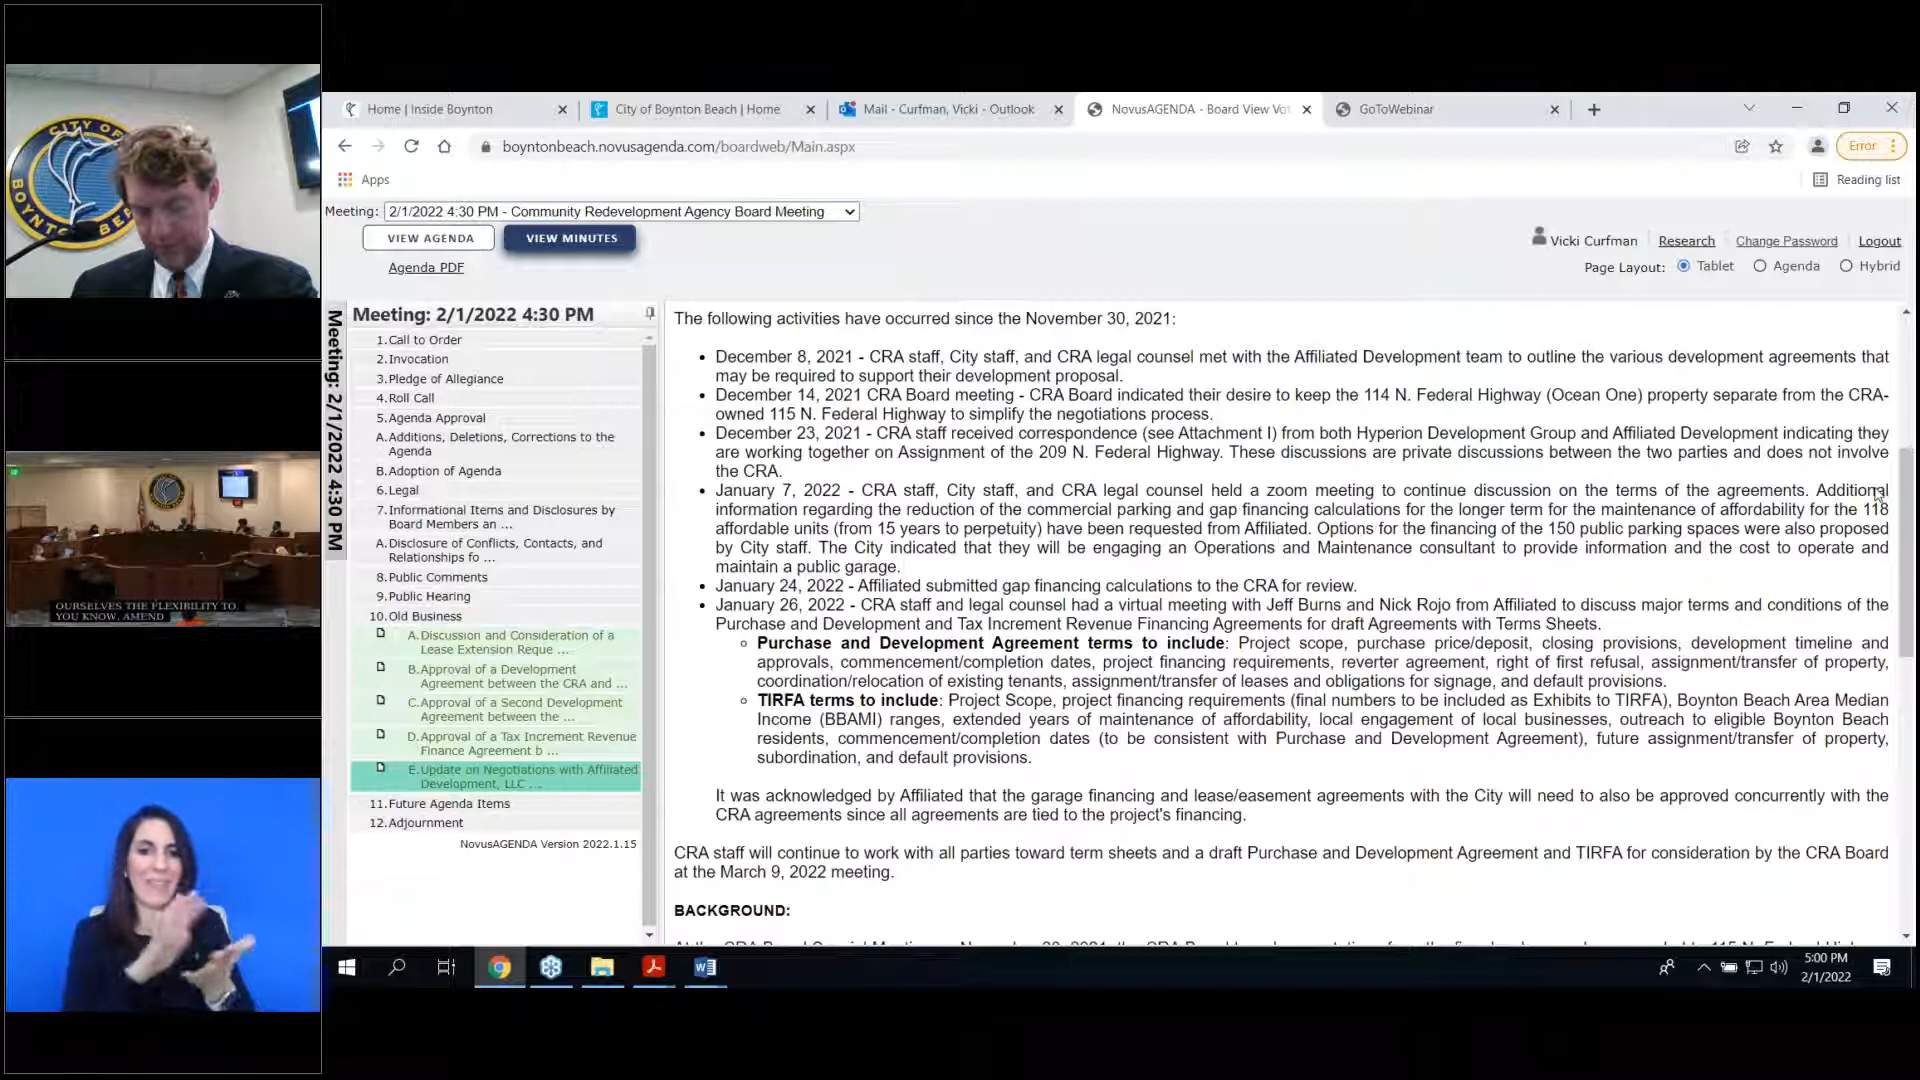 CITY OF
BOYNTON BEA
OURSELVES THE FLEXIBILITY TO,
YOU KNOW, AMEND
Home | Inside Boynton
City of Boynton Beach | Home
Mail - Curfman, Vicki - Outlook
NovusAGENDA - Board View Vot
GoToWebinar
boyntonbeach.novusagenda.com/boardweb/Main.aspx
Error
Apps
Reading list
Meeting: 2/1/2022 4:30 PM - Community Redevelopment Agency Board Meeting
VIEW AGENDA
VIEW MINUTES
Agenda PDF
Vicki Curfman
Research
Change Password
Logout
Page Layout: Tablet Agenda Hybrid
Meeting: 2/1/2022 4:30 PM
Meeting: 2/1/2022 4:30 PM
1.Call to Order
2.Invocation
3.Pledge of Allegiance
4.Roll Call
5.Agenda Approval
A.Additions, Deletions, Corrections to the
Agenda
B.Adoption of Agenda
6.Legal
7.Informational Items and Disclosures by
Board Members an ...
A.Disclosure of Conflicts, Contacts, and
Relationships fo ...
8.Public Comments
9.Public Hearing
10.Old Business
A.Discussion and Consideration of a
Lease Extension Reque ...
B.Approval of a Development
Agreement between the CRA and ...
C.Approval of a Second Development
Agreement between the ...
D.Approval of a Tax Increment Revenue
Finance Agreement b ...
E.Update on Negotiations with Affiliated
Development, LLC ...
11.Future Agenda Items
12.Adjournment
NovusAGENDA Version 2022.1.15
The following activities have occurred since the November 30, 2021:
• December 8, 2021 - CRA staff, City staff, and CRA legal counsel met with the Affiliated Development team to outline the various development agreements that
may be required to support their development proposal.
• December 14, 2021 CRA Board meeting - CRA Board indicated their desire to keep the 114 N. Federal Highway (Ocean One) property separate from the CRA-
owned 115 N. Federal Highway to simplify the negotiations process.
• December 23, 2021 - CRA staff received correspondence (see Attachment I) from both Hyperion Development Group and Affiliated Development indicating they
are working together on Assignment of the 209 N. Federal Highway. These discussions are private discussions between the two parties and does not involve
the CRA.
• January 7, 2022 - CRA staff, City staff, and CRA legal counsel held a zoom meeting to continue discussion on the terms of the agreements. Additional
information regarding the reduction of the commercial parking and gap financing calculations for the longer term for the maintenance of affordability for the 118
affordable units (from 15 years to perpetuity) have been requested from Affiliated. Options for the financing of the 150 public parking spaces were also proposed
by City staff. The City indicated that they will be engaging an Operations and Maintenance consultant to provide information and the cost to operate and
maintain a public garage.
• January 24, 2022 - Affiliated submitted gap financing calculations to the CRA for review.
• January 26, 2022 - CRA staff and legal counsel had a virtual meeting with Jeff Burns and Nick Rojo from Affiliated to discuss major terms and conditions of the
Purchase and Development and Tax Increment Revenue Financing Agreements for draft Agreements with Terms Sheets.
Purchase and Development Agreement terms to include: Project scope, purchase price/deposit, closing provisions, development timeline and
approvals, commencement/completion dates, project financing requirements, reverter agreement, right of first refusal, assignment/transfer of property,
coordination/relocation of existing tenants, assignment/transfer of leases and obligations for signage, and default provisions.
TIRFA terms to include: Project Scope, project financing requirements (final numbers to be included as Exhibits to TIRFA), Boynton Beach Area Median
Income (BBAMI) ranges, extended years of maintenance of affordability, local engagement of local businesses, outreach to eligible Boynton Beach
residents, commencement/completion dates (to be consistent with Purchase and Development Agreement), future assignment/transfer of property,
subordination, and default provisions.
It was acknowledged by Affiliated that the garage financing and lease/easement agreements with the City will need to also be approved concurrently with the
CRA agreements since all agreements are tied to the project's financing.
CRA staff will continue to work with all parties toward term sheets and a draft Purchase and Development Agreement and TIRFA for consideration by the CRA Board
at the March 9, 2022 meeting.
BACKGROUND:
5:00 PM
2/1/2022